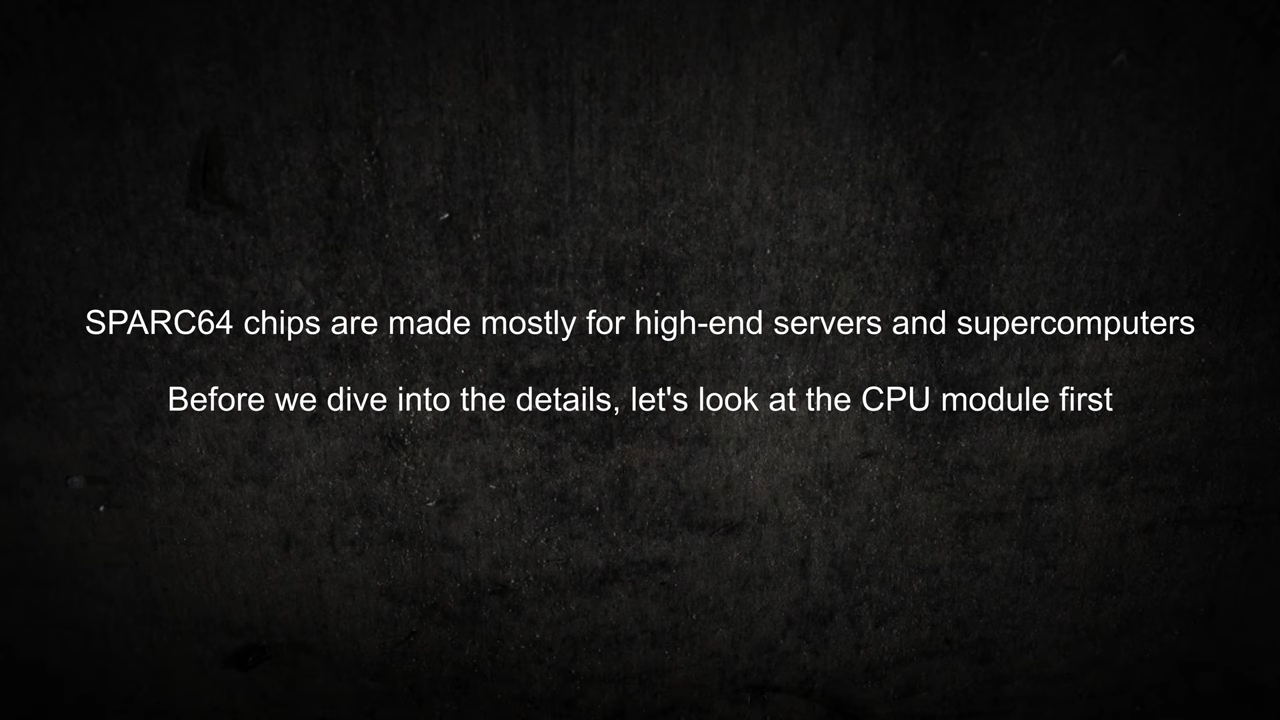 SPARC64 chips are made mostly for high-end servers and supercomputers
Before we dive into the details, let's look at the CPU module first